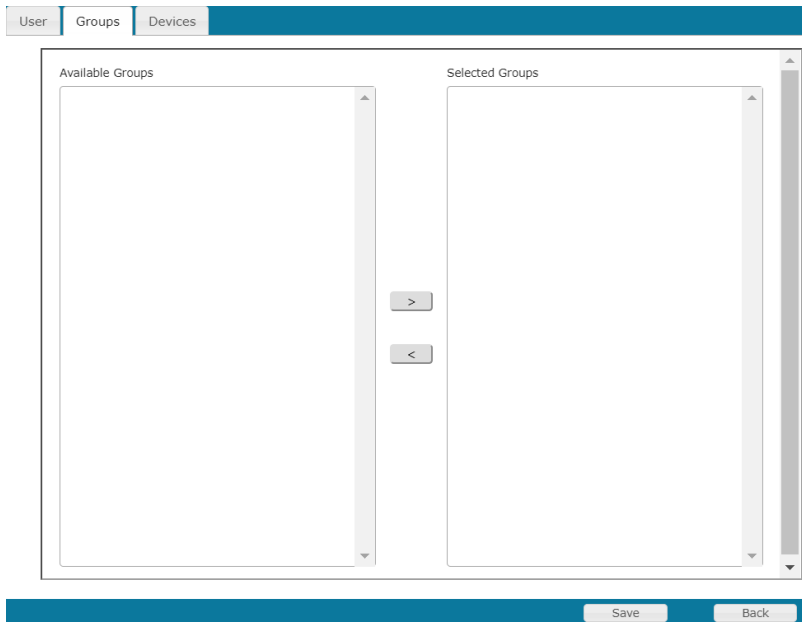 User Groups Devices
Available Groups Selected Groups
>
<
Save Back